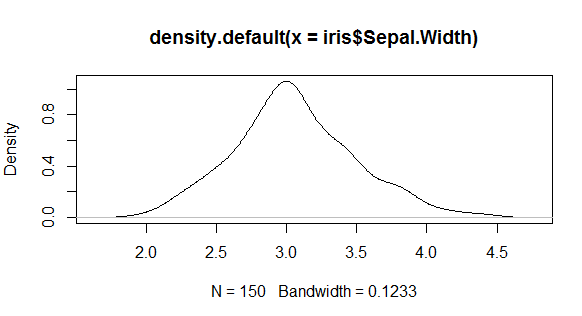 density.default(x = iris$Sepal.Width)
Density
0.8
0.4
0.0
2.0 2.5 3.0 3.5 4.0 4.5
N = 150 Bandwidth = 0.1233